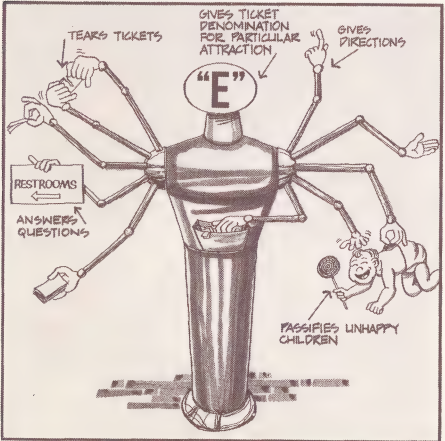 TEARS TICKETS
GIVES TICKET
DENOMINATION
FOR PARTICULAR
ATTRACTION
GIVES
DIRECTIONS
"E"
RESTROOMS
ANSWERS
QUESTIONS
PASSIFIES UNHAPPY
CHILDREN